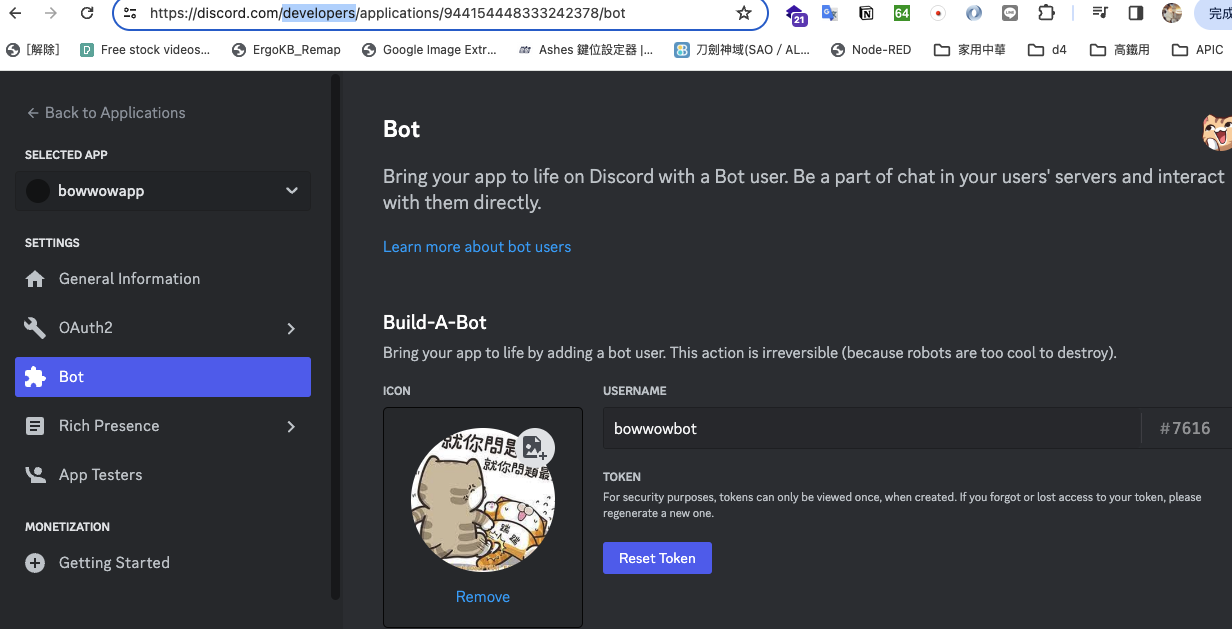 https://discord.com/developers/applications/944154448333242378/bot
21
64
完成
[解除]
Free stock videos...
ErgoKB_Remap
Google Image Extr...
Ashes 鍵位設定器 |...
刀劍神域(SAO / AL...
Node-RED
家用中華
d4
高鐵用
APIC
Back to Applications
SELECTED APP
bowwowapp
SETTINGS
General Information
OAuth2
Bot
Rich Presence
App Testers
MONETIZATION
Getting Started
Bot
Bring your app to life on Discord with a Bot user. Be a part of chat in your users' servers and interact
with them directly.
Learn more about bot users
Build-A-Bot
Bring your app to life by adding a bot user. This action is irreversible (because robots are too cool to destroy).
ICON
就你問是
就你問題最
Remove
USERNAME
bowwowbot
#7616
TOKEN
For security purposes, tokens can only be viewed once, when created. If you forgot or lost access to your token, please
regenerate a new one.
Reset Token